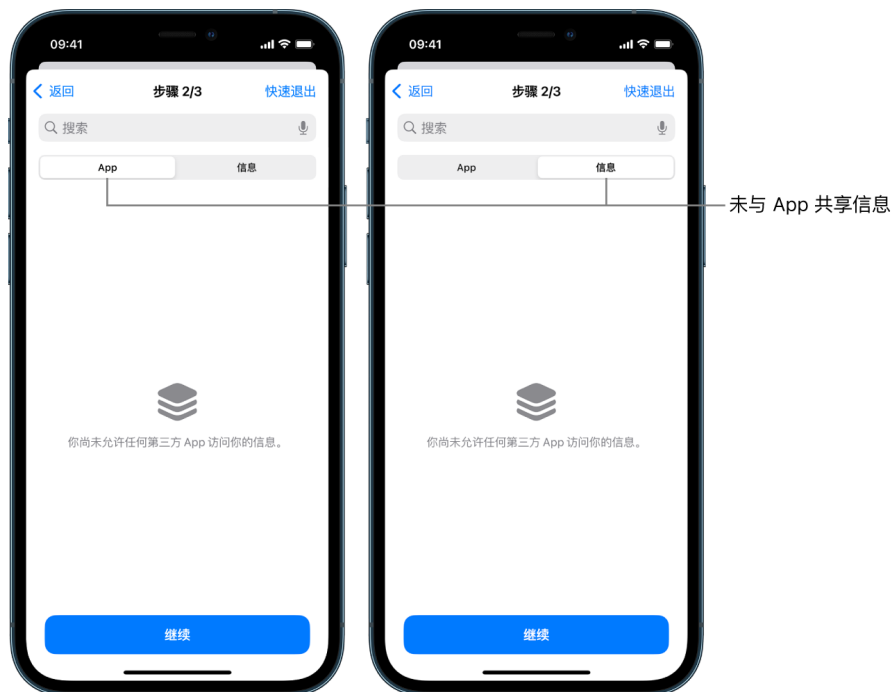 09:41
返回 步骤 2/3 快速退出
搜索
App 信息
你尚未允许任何第三方 App 访问你的信息。
继续
09:41
返回 步骤 2/3 快速退出
搜索
App 信息
你尚未允许任何第三方 App 访问你的信息。
继续
未与 App 共享信息